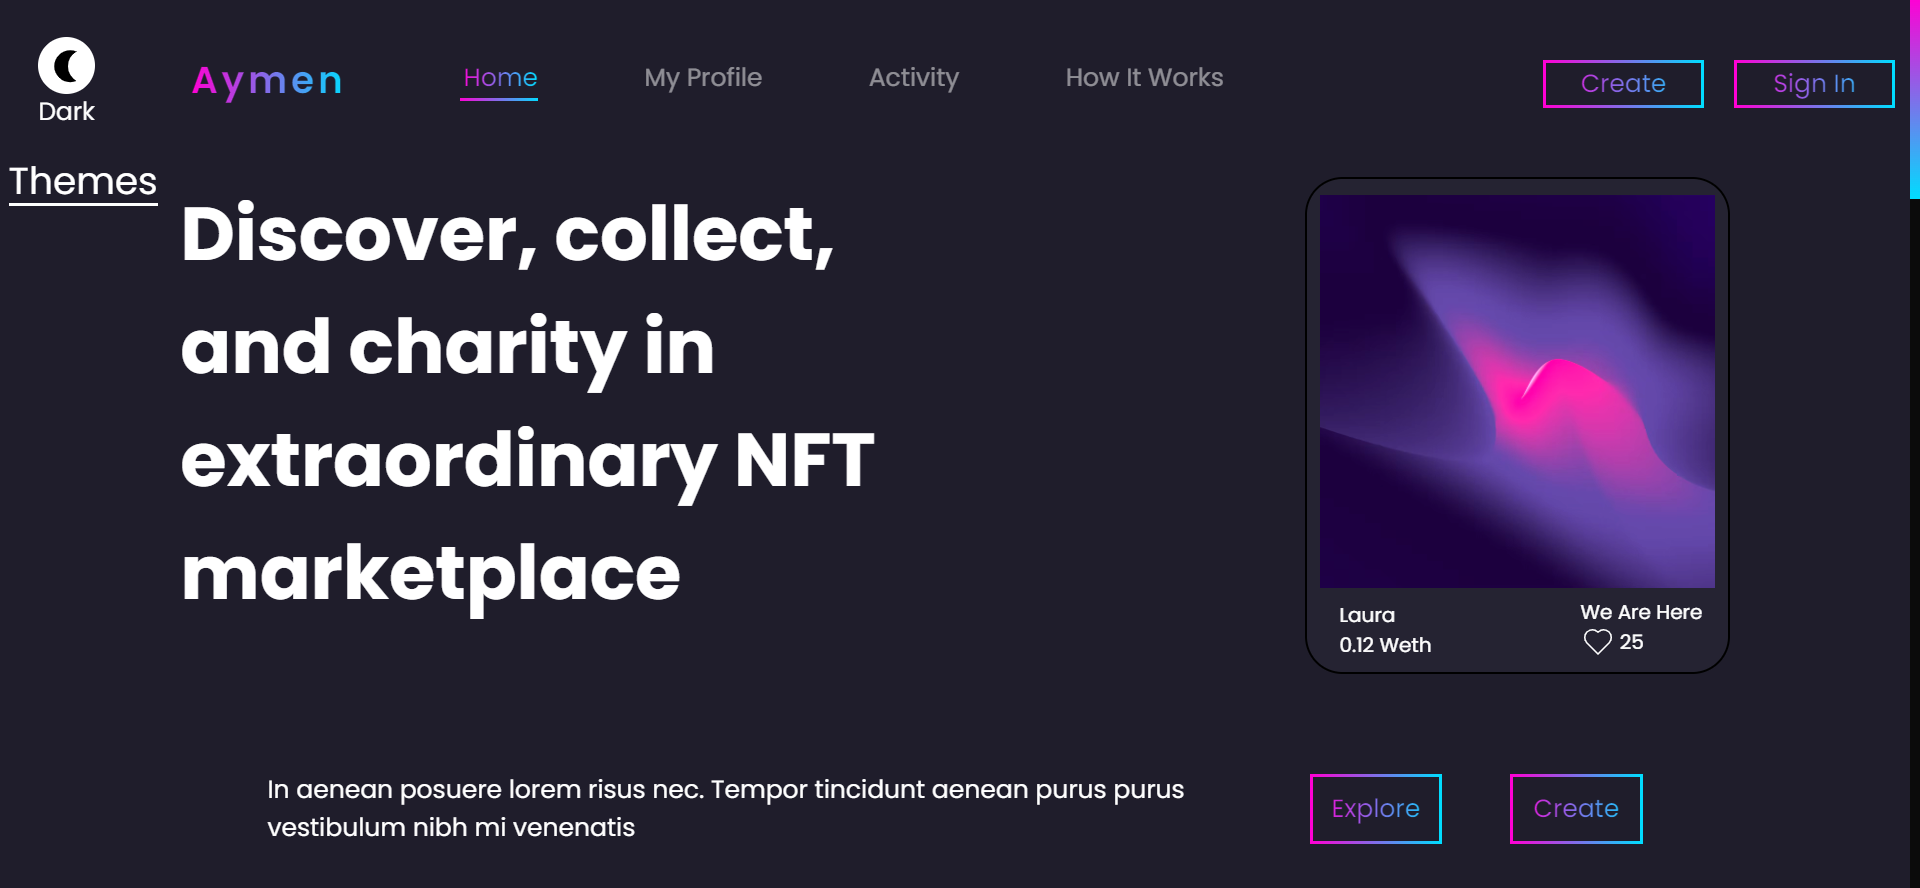 Dark
Aymen
Home
My Profile
Activity
How It Works
Create
Sign In
Themes
Discover, collect,
and charity in
extraordinary NFT
marketplace
Laura
0.12 Weth
We Are Here
25
In aenean posuere lorem risus nec. Tempor tincidunt aenean purus purus
vestibulum nibh mi venenatis
Explore
Create